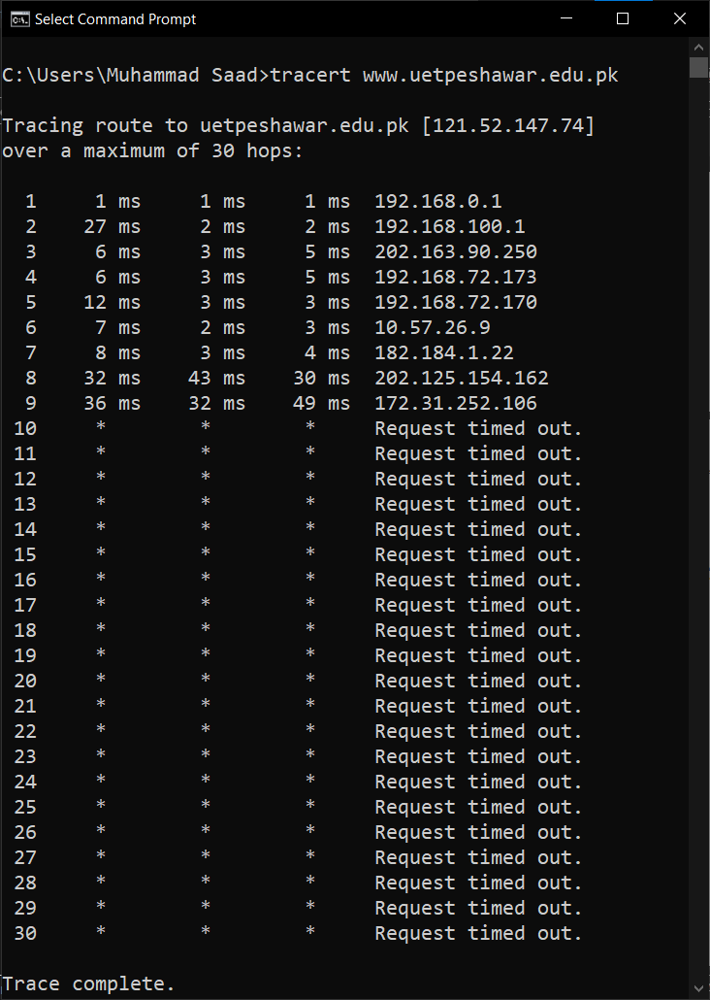 Select Command Prompt
C:\Users\Muhammad Saad>tracert www.uetpeshawar.edu.pk
Tracing route to uetpeshawar.edu.pk [121.52.147.74]
over a maximum of 30 hops:
1 1 ms 1 ms 1 ms 192.168.0.1
2 27 ms 2 ms 2 ms 192.168.100.1
3 6 ms 3 ms 5 ms 202.163.90.250
4 6 ms 3 ms 5 ms 192.168.72.173
5 12 ms 3 ms 3 ms 192.168.72.170
6 7 ms 2 ms 3 ms 10.57.26.9
7 8 ms 3 ms 4 ms 182.184.1.22
8 32 ms 43 ms 30 ms 202.125.154.162
9 36 ms 32 ms 49 ms 172.31.252.106
10 * * * Request timed out.
11 * * * Request timed out.
12 * * * Request timed out.
13 * * * Request timed out.
14 * * * Request timed out.
15 * * * Request timed out.
16 * * * Request timed out.
17 * * * Request timed out.
18 * * * Request timed out.
19 * * * Request timed out.
20 * * * Request timed out.
21 * * * Request timed out.
22 * * * Request timed out.
23 * * * Request timed out.
24 * * * Request timed out.
25 * * * Request timed out.
26 * * * Request timed out.
27 * * * Request timed out.
28 * * * Request timed out.
29 * * * Request timed out.
30 * * * Request timed out.
Trace complete.